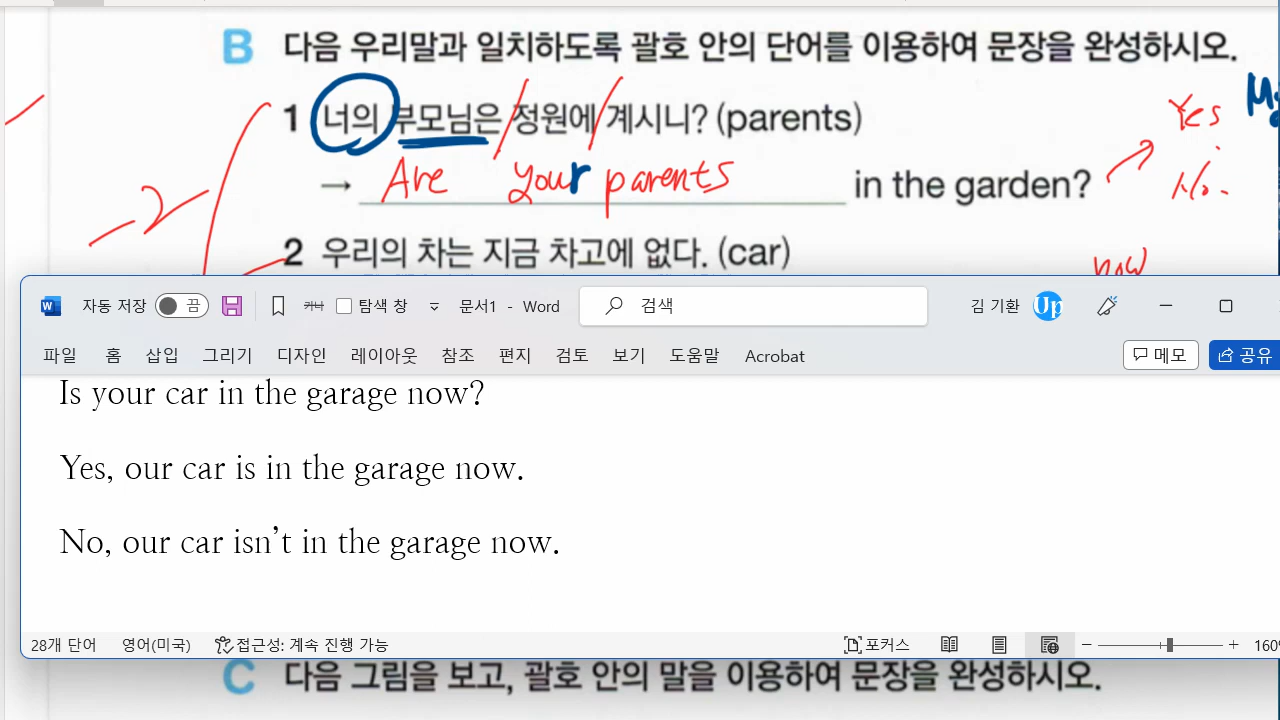 B 다음 우리말과 일치하도록 괄호 안의 단어를 이용하여 문장을 완성하시오.
1 너의 부모님은 정원에 계시니? (parents)
Yes
→ Are your parents in the garden?
No
-2
2 우리의 차는 지금 차고에 없다. (car)
now
자동 저장 끔 탐색 창 문서1 - Word 검색 김 기환 Up
파일 홈 삽입 그리기 디자인 레이아웃 참조 편지 검토 보기 도움말 Acrobat 메모 공유
Is your car in the garage now?
Yes, our car is in the garage now.
No, our car isn't in the garage now.
28개 단어 영어(미국) 접근성: 계속 진행 가능 포커스 160%
C 다음 그림을 보고, 괄호 안의 말을 이용하여 문장을 완성하시오.